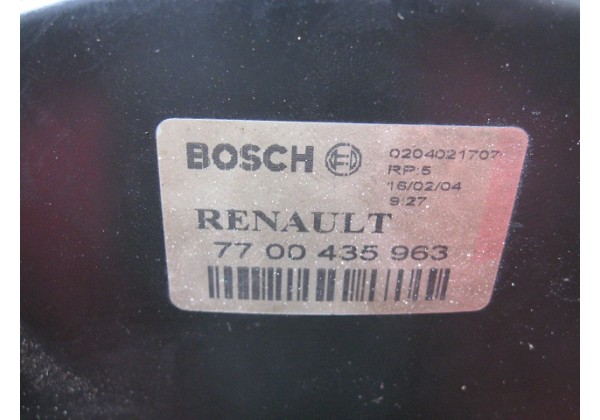 BOSCH
0204021707
RP:5
16/02/04
9:27
RENAULT
77 00 435 963